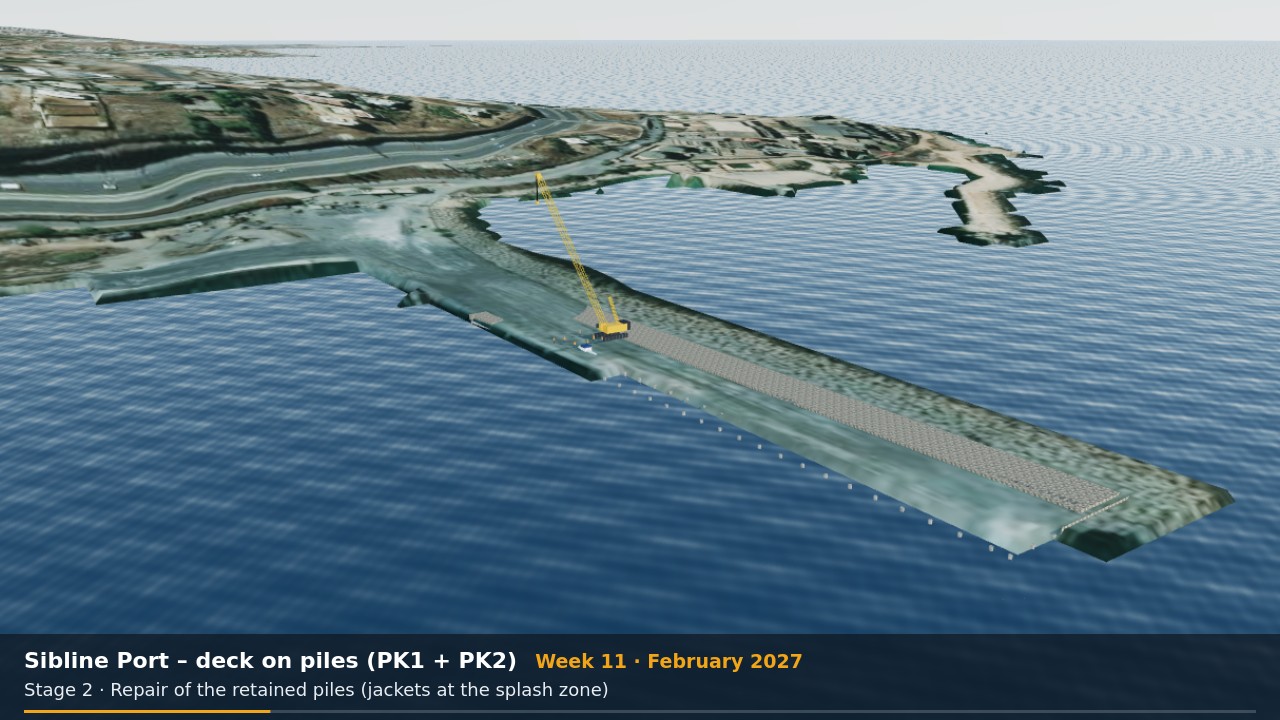 Sibline Port – deck on piles (PK1 + PK2) Week 11 · February 2027
Stage 2 · Repair of the retained piles (jackets at the splash zone)